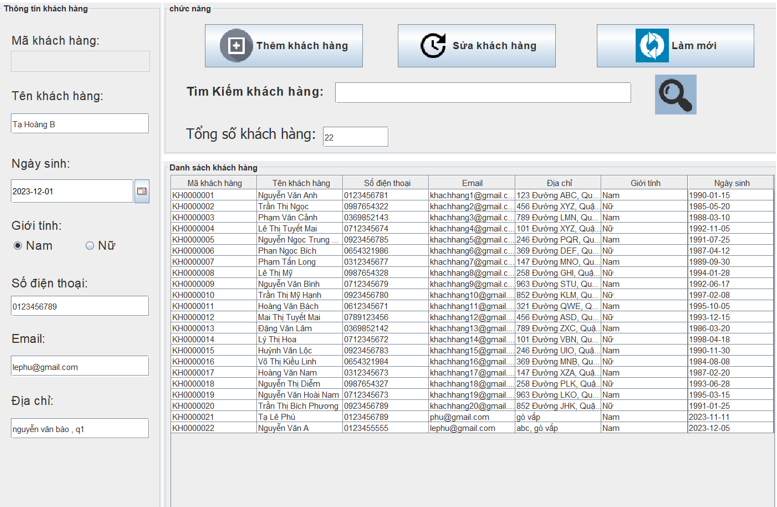 Thông tin khách hàng
Mã khách hàng:
Tên khách hàng:
Tạ Hoàng B
Ngày sinh:
2023-12-01
Giới tính:
Nam Nữ
Số điện thoại:
0123456789
Email:
lephu@gmail.com
Địa chỉ:
nguyễn văn bào , q1
chức năng
Thêm khách hàng Sửa khách hàng Làm mới
Tìm Kiếm khách hàng:
Tổng số khách hàng: 22
Danh sách khách hàng
Mã khách hàng Tên khách hàng Số điện thoại Email Địa chỉ Giới tính Ngày sinh
KH0000001 Nguyễn Văn Anh 0123456781 khachhang1@gmail.c... 123 Đường ABC, Qu... Nam 1990-01-15
KH0000002 Trần Thị Ngọc 0987654322 khachhang2@gmail.c... 456 Đường XYZ, Qu... Nữ 1985-05-20
KH0000003 Phạm Văn Cảnh 0369852143 khachhang3@gmail.c... 789 Đường LMN, Qu... Nam 1988-03-10
KH0000004 Lê Thị Tuyết Mai 0712345674 khachhang4@gmail.c... 101 Đường XYZ, Qu... Nữ 1992-11-05
KH0000005 Nguyễn Ngọc Trung ... 0923456785 khachhang5@gmail.c... 246 Đường PQR, Qu... Nam 1991-07-25
KH0000006 Phan Ngọc Bích 0654321986 khachhang6@gmail.c... 369 Đường DEF, Qu... Nữ 1987-04-12
KH0000007 Phạm Tấn Long 0312345677 khachhang7@gmail.c... 147 Đường MNO, Qu... Nam 1989-09-30
KH0000008 Lê Thị Mỹ 0987654328 khachhang8@gmail.c... 258 Đường GHI, Quậ... Nữ 1994-01-28
KH0000009 Nguyễn Văn Bình 0712345679 khachhang9@gmail.c... 963 Đường STU, Qu... Nam 1992-06-17
KH0000010 Trần Thị Mỹ Hạnh 0923456780 khachhang10@gmail.... 852 Đường KLM, Qu... Nữ 1997-02-08
KH0000011 Hoàng Văn Bách 0612345671 khachhang11@gmail.... 321 Đường QWE, Q... Nam 1995-10-05
KH0000012 Mai Thị Tuyết Mai 0789123456 khachhang12@gmail.... 456 Đường ASD, Qu... Nữ 1993-12-15
KH0000013 Đặng Văn Lâm 0369852142 khachhang13@gmail.... 789 Đường ZXC, Quậ... Nam 1986-03-20
KH0000014 Lý Thị Hoa 0712345672 khachhang14@gmail.... 101 Đường VBN, Qu... Nữ 1998-04-18
KH0000015 Huỳnh Văn Lộc 0923456783 khachhang15@gmail.... 246 Đường UIO, Quậ... Nam 1990-11-30
KH0000016 Võ Thị Kiều Linh 0654321984 khachhang16@gmail.... 369 Đường MNB, Qu... Nữ 1984-08-08
KH0000017 Hoàng Văn Nam 0312345673 khachhang17@gmail.... 147 Đường XZA, Quậ... Nam 1987-02-20
KH0000018 Nguyễn Thị Diễm 0987654327 khachhang18@gmail.... 258 Đường PLK, Quậ... Nữ 1993-06-28
KH0000019 Nguyễn Văn Hoài Nam 0712345673 khachhang19@gmail.... 963 Đường LKO, Qu... Nam 1995-03-15
KH0000020 Trần Thị Bích Phương 0923456789 khachhang20@gmail.... 852 Đường JHK, Quậ... Nữ 1991-01-25
KH0000021 Tạ Lê Phú 0123456789 phu@gmail.com gò vấp Nam 2023-11-11
KH0000022 Nguyễn Văn A 0123455555 lephu@gmail.com abc, gò vấp Nam 2023-12-05